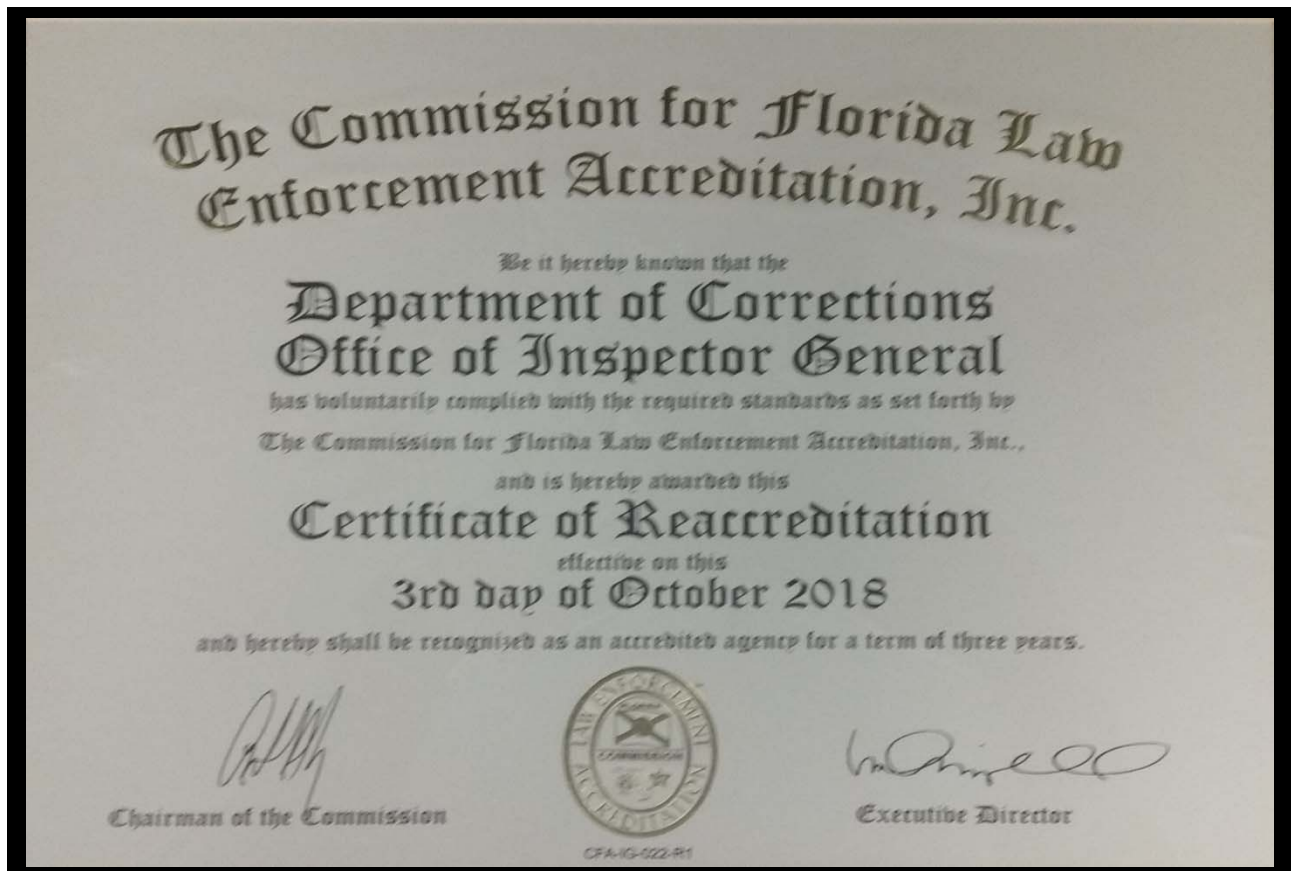 The Commission for Florida Law
Enforcement Accreditation, Inc.
Be it hereby known that the
Department of Corrections
Office of Inspector General
has voluntarily complied with the required standards as set forth by
The Commission for Florida Law Enforcement Accreditation, Inc.,
and is hereby awarded this
Certificate of Reaccreditation
effective on this
3rd day of October 2018
and hereby shall be recognized as an accredited agency for a term of three years.
LAW ENFORCEMENT
COMMISSION
ACCREDITATION
Chairman of the Commission
Executive Director
CFA-IG-022-R1